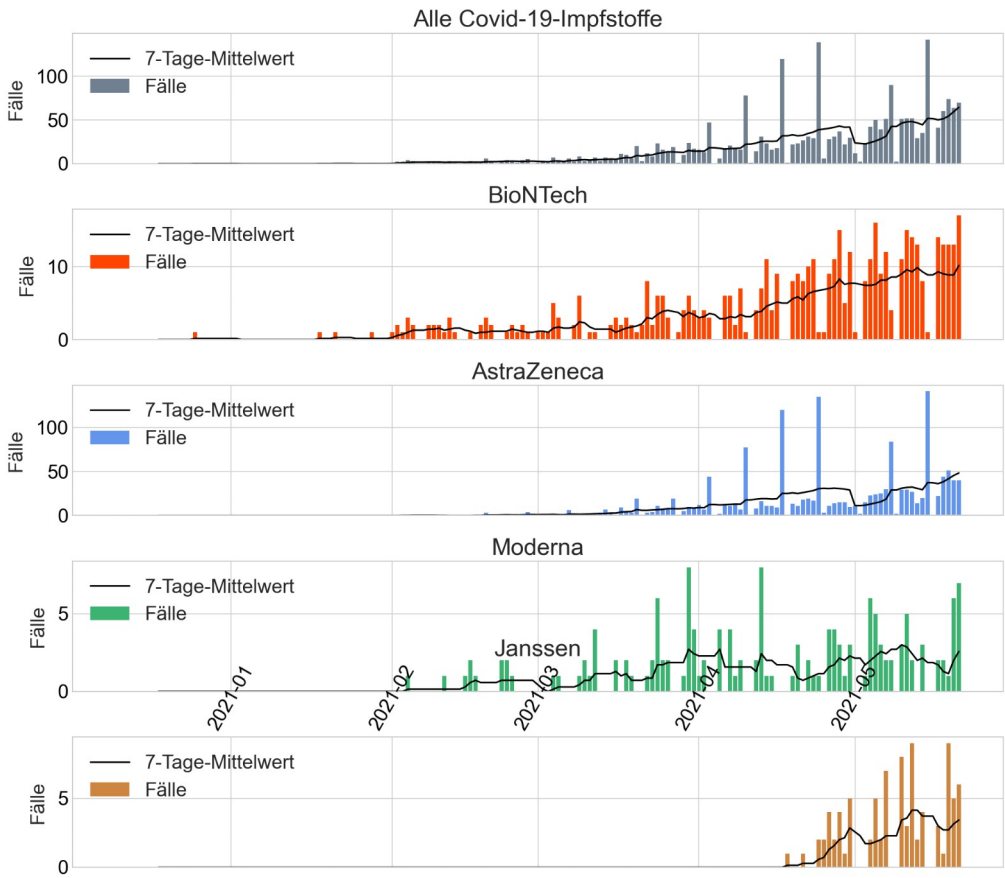 Alle Covid-19-Impfstoffe
7-Tage-Mittelwert
Fälle
Fälle
100
50
0
BioNTech
7-Tage-Mittelwert
Fälle
Fälle
10
0
AstraZeneca
7-Tage-Mittelwert
Fälle
Fälle
100
50
0
Moderna
7-Tage-Mittelwert
Fälle
Fälle
5
0
Janssen
2021-01
2021-02
2021-03
2021-04
2021-05
7-Tage-Mittelwert
Fälle
Fälle
5
0